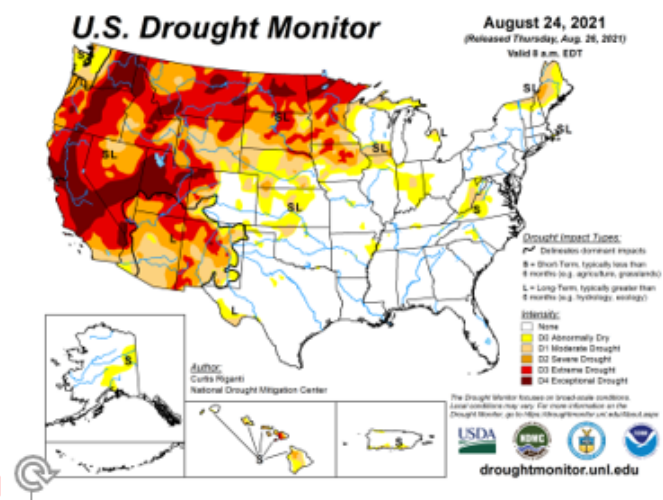 U.S. Drought Monitor
August 24, 2021
(Released Thursday, Aug. 26, 2021)
Valid 8 a.m. EDT
S
SL
SL
L
SL
SL
SL
SL
L
S
SL
L
L
Drought Impact Types:
Delineates dominant impacts
S = Short-Term, typically less than
6 months (e.g. agriculture, grasslands)
L = Long-Term, typically greater than
6 months (e.g. hydrology, ecology)
Intensity:
None
D0 Abnormally Dry
D1 Moderate Drought
D2 Severe Drought
D3 Extreme Drought
D4 Exceptional Drought
S
Author:
Curtis Riganti
National Drought Mitigation Center
S
S
The Drought Monitor focuses on broad-scale conditions.
Local conditions may vary. For more information on the
Drought Monitor, go to https://droughtmonitor.unl.edu/About.aspx
USDA
NDMC
droughtmonitor.unl.edu